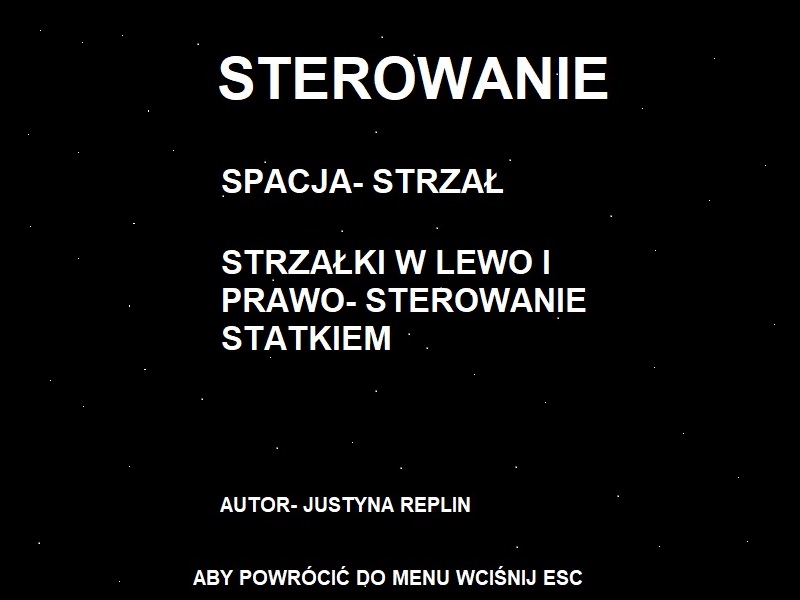 STEROWANIE
SPACJA- STRZAŁ
STRZAŁKI W LEWO I
PRAWO- STEROWANIE
STATKIEM
AUTOR- JUSTYNA REPLIN
ABY POWRÓCIĆ DO MENU WCIŚNIJ ESC